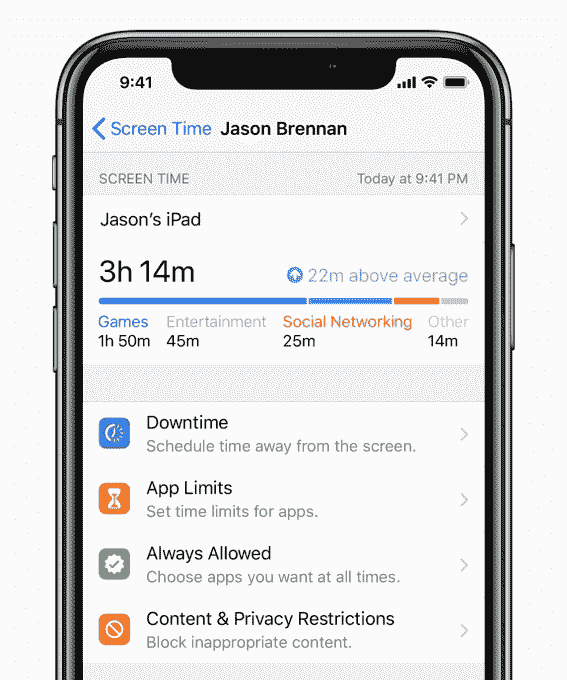 9:41
Screen Time Jason Brennan
SCREEN TIME Today at 9:41 PM
Jason's iPad
3h 14m 22m above average
Games Entertainment Social Networking Other
1h 50m 45m 25m 14m
Downtime
Schedule time away from the screen.
App Limits
Set time limits for apps.
Always Allowed
Choose apps you want at all times.
Content & Privacy Restrictions
Block inappropriate content.